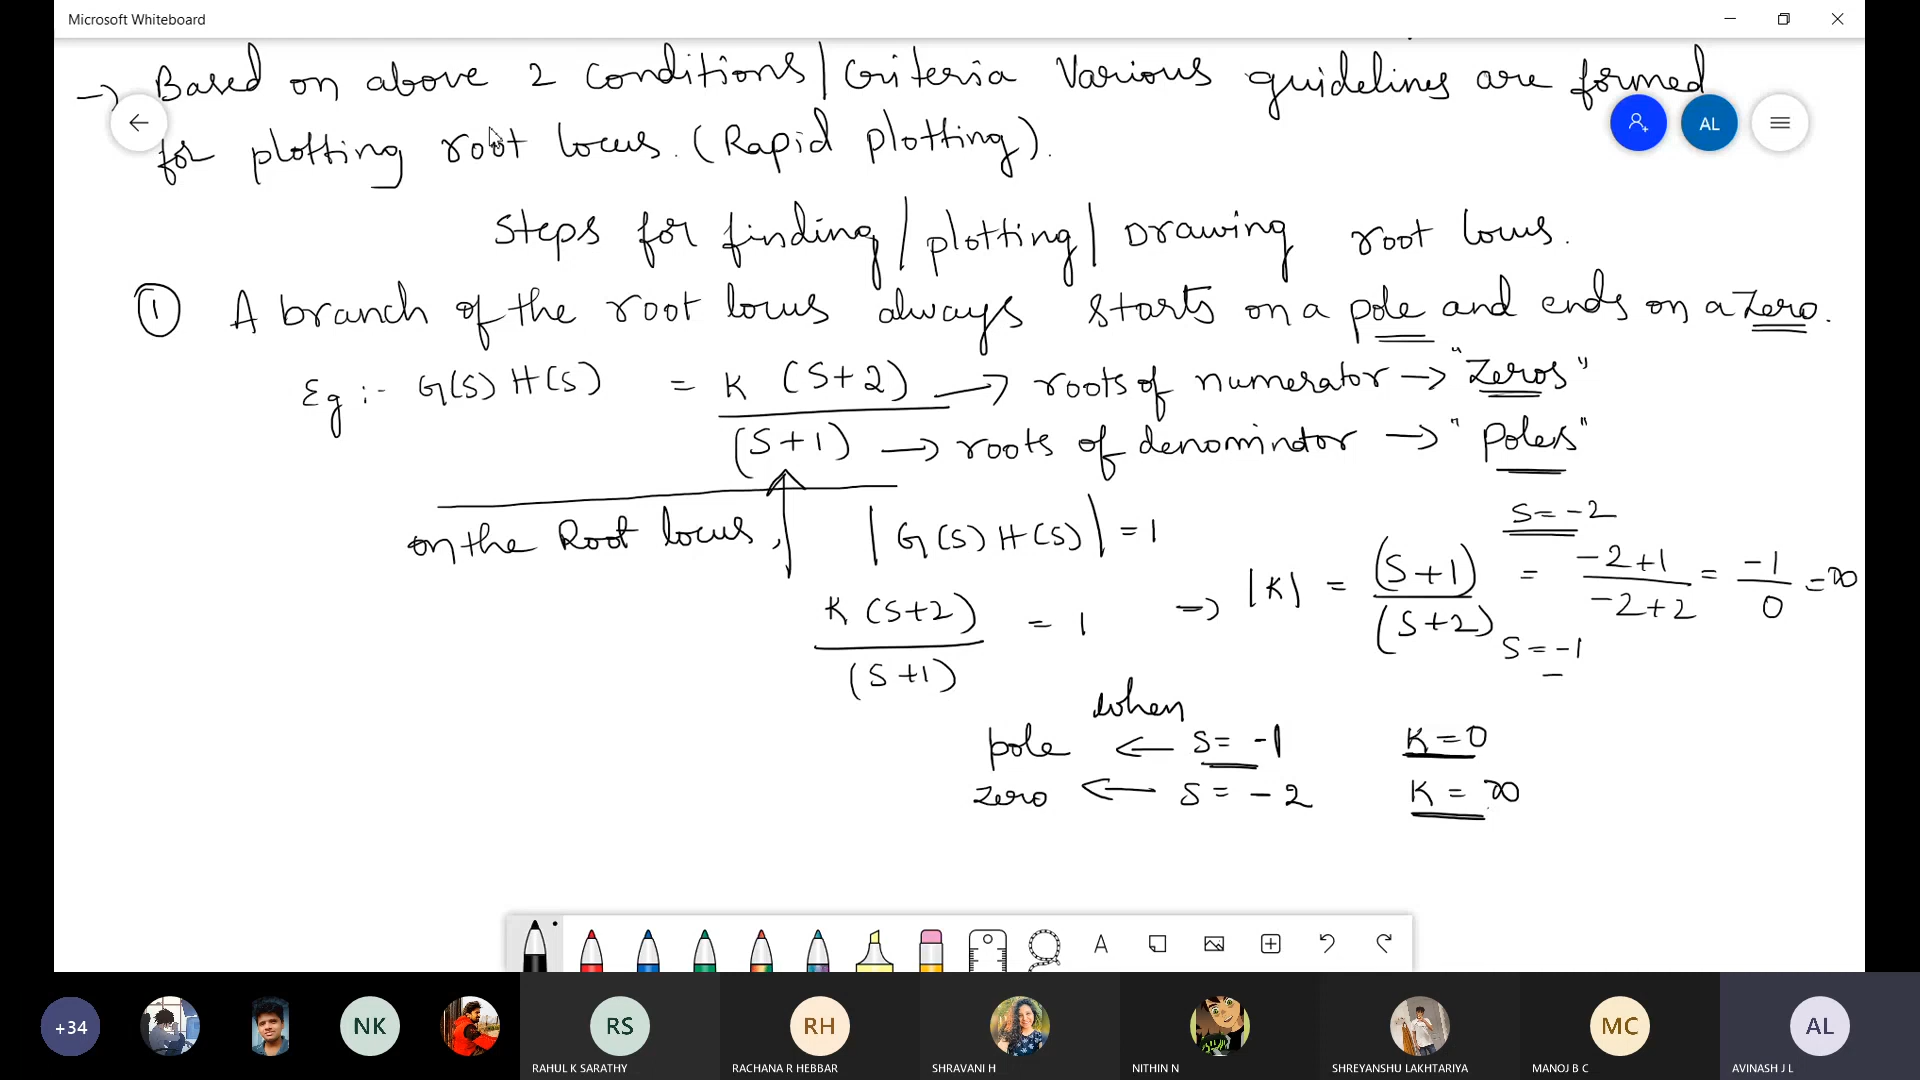 Microsoft Whiteboard
→ Based on above 2 conditions/Criteria Various guidelines are formed
for plotting root locus. (Rapid plotting).
AL
Steps for finding/plotting/Drawing root locus.
① A branch of the root locus always starts on a pole and ends on a Zero.
Eg :- G(s) H(s) = K (S+2) → roots of numerator → "Zeros"
(S+1) → roots of denomintor → "Poles"
S=-2
on the Root locus, |G(s) H(s)| = 1
K (S+2) = 1 → |K| = (S+1) = -2+1 = -1 = ∞
(S+1) (S+2) -2+2 0
S=-1
when
pole ← S= -1 K=0
zero ← S = -2 K = ∞
A
+34 NK RS RH MC AL
RAHUL K SARATHY RACHANA R HEBBAR SHRAVANI H NITHIN N SHREYANSHU LAKHTARIYA MANOJ B C AVINASH J L